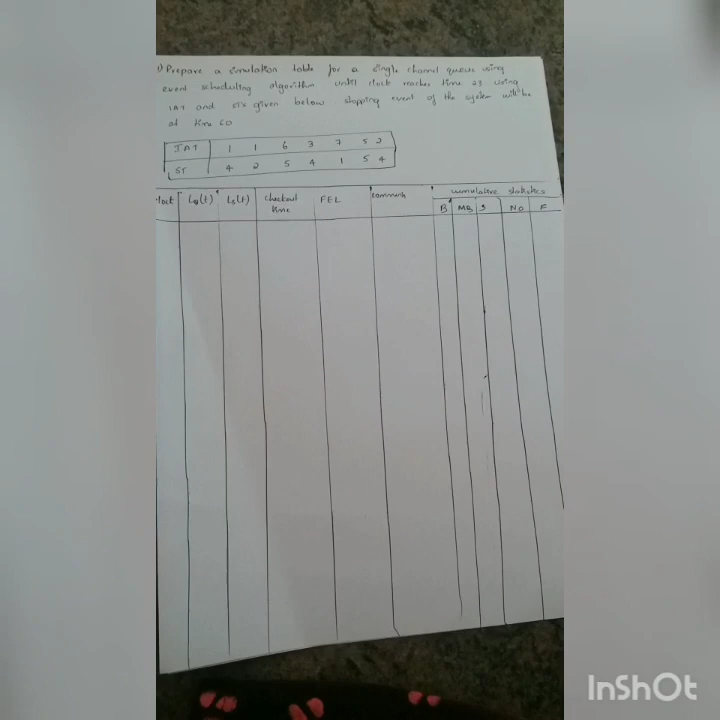 1) Prepare a simulation table for a single channel queue using
event scheduling algorithm until clock reaches time 23 using
IAT and STs given below stopping event of the system will be
at time 60
IAT 1 1 6 3 7 5 2
ST 4 2 5 4 1 5 4
clock LQ(t) LS(t) checkout time FEL comments cumulative statistics
B MB S ND F
InShOt